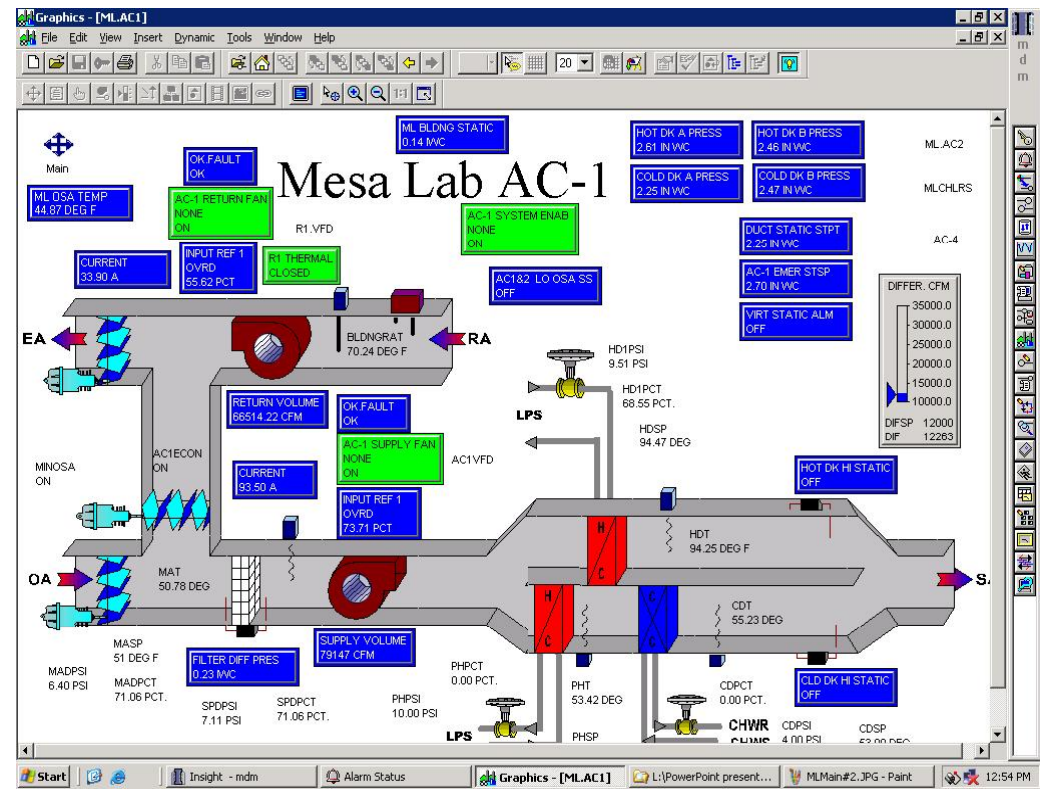 Graphics - [ML.AC1]
File Edit View Insert Dynamic Tools Window Help
20
1:1
m
d
m
Main
ML OSA TEMP
44.87 DEG F
OK.FAULT
OK
AC-1 RETURN FAN
NONE
ON
ML BLDNG STATIC
0.14 IWC
Mesa Lab AC-1
HOT DK A PRESS
2.61 IN WC
HOT DK B PRESS
2.46 IN WC
COLD DK A PRESS
2.25 IN WC
COLD DK B PRESS
2.47 IN WC
ML.AC2
MLCHLRS
AC-4
R1.VFD
AC-1 SYSTEM ENAB
NONE
ON
CURRENT
33.90 A
INPUT REF 1
OVRD
55.62 PCT
R1 THERMAL
CLOSED
AC1&2 LO OSA SS
OFF
DUCT STATIC STPT
2.25 IN WC
AC-1 EMER STSP
2.70 IN WC
VIRT STATIC ALM
OFF
DIFFER. CFM
35000.0
30000.0
25000.0
20000.0
15000.0
10000.0
DIFSP 12000
DIF 12263
EA
BLDNGRAT
70.24 DEG F
RA
HD1PSI
9.51 PSI
HD1PCT
68.55 PCT.
LPS
HDSP
94.47 DEG
RETURN VOLUME
66514.22 CFM
OK.FAULT
OK
AC-1 SUPPLY FAN
NONE
ON
AC1VFD
MINOSA
ON
AC1ECON
ON
CURRENT
93.50 A
INPUT REF 1
OVRD
73.71 PCT
HOT DK HI STATIC
OFF
H
C
HDT
94.25 DEG F
OA
MAT
50.78 DEG
H
C
C
C
CDT
55.23 DEG
MASP
51 DEG F
MADPSI
6.40 PSI
MADPCT
71.06 PCT.
FILTER DIFF PRES
0.23 IWC
SUPPLY VOLUME
79147 CFM
SPDPSI
7.11 PSI
SPDPCT
71.06 PCT.
PHPSI
10.00 PSI
PHPCT
0.00 PCT.
PHT
53.42 DEG
CDPCT
0.00 PCT.
CLD DK HI STATIC
OFF
LPS
PHSP
CHWR
CHWS
CDPSI
4.00 PSI
CDSP
53.00 DEG
Start
Insight - mdm
Alarm Status
Graphics - [ML.AC1]
L:\PowerPoint present...
MLMain#2.JPG - Paint
12:54 PM